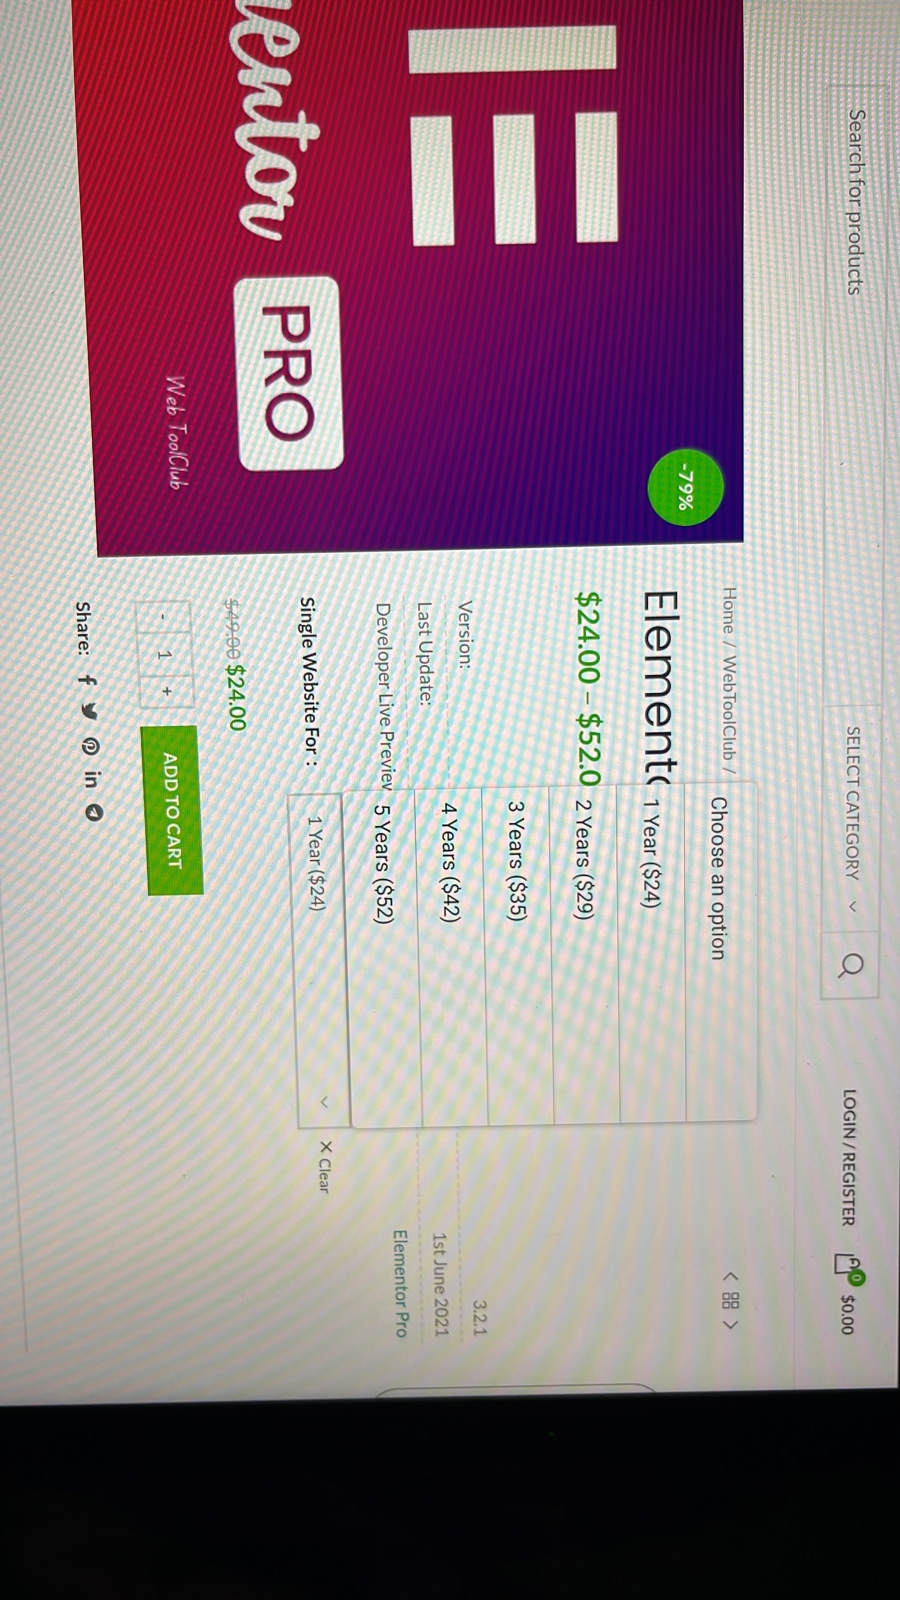 Search for products
SELECT CATEGORY
LOGIN / REGISTER
0
$0.00
-79%
PRO
Web ToolClub
Home / WebToolClub /
$24.00 – $52.0
Version:
3.2.1
Last Update:
1st June 2021
Developer Live
Elementor Pro
Choose an option
1 Year ($24)
2 Years ($29)
3 Years ($35)
4 Years ($42)
5 Years ($52)
Single Website For :
1 Year ($24)
X Clear
$49.00 $24.00
- 1 +
ADD TO CART
Share: f in